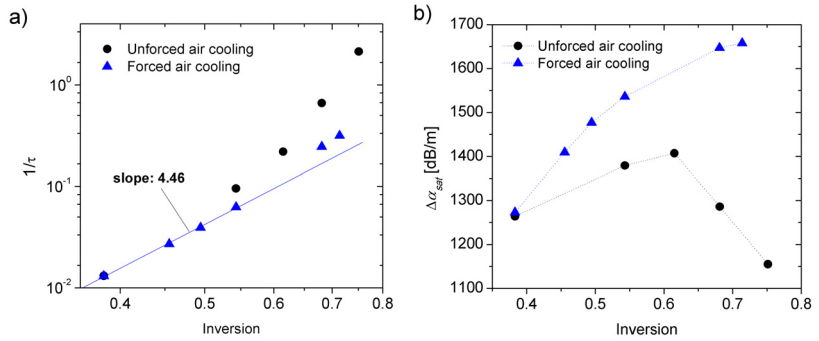 a)
Unforced air cooling
Forced air cooling
10⁰
10⁻¹
10⁻²
1/τ
slope: 4.46
0.4 0.5 0.6 0.7 0.8
Inversion
b)
Unforced air cooling
Forced air cooling
1700
1600
1500
1400
1300
1200
1100
Δα_sat [dB/m]
0.4 0.5 0.6 0.7 0.8
Inversion